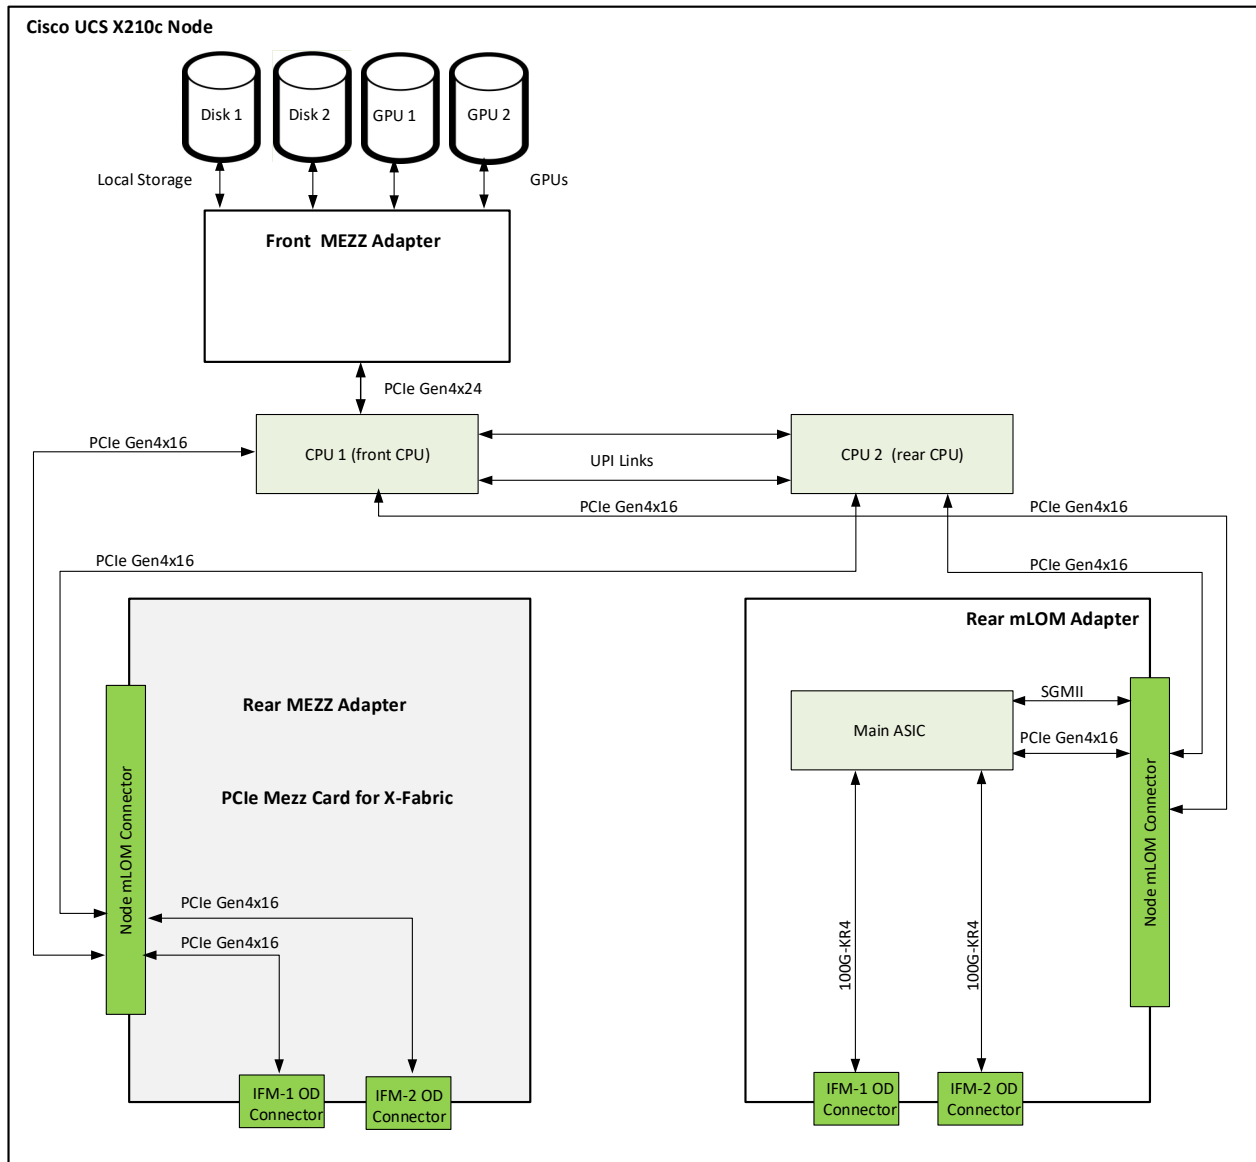 Cisco UCS X210c Node
Disk 1
Disk 2
GPU 1
GPU 2
Local Storage
GPUs
Front MEZZ Adapter
PCIe Gen4x24
PCIe Gen4x16
CPU 1 (front CPU)
UPI Links
CPU 2 (rear CPU)
PCIe Gen4x16
PCIe Gen4x16
PCIe Gen4x16
PCIe Gen4x16
Rear MEZZ Adapter
PCIe Mezz Card for X-Fabric
Node mLOM Connector
PCIe Gen4x16
PCIe Gen4x16
IFM-1 OD
Connector
IFM-2 OD
Connector
Rear mLOM Adapter
Main ASIC
SGMII
PCIe Gen4x16
Node mLOM Connector
100G-KR4
100G-KR4
IFM-1 OD
Connector
IFM-2 OD
Connector